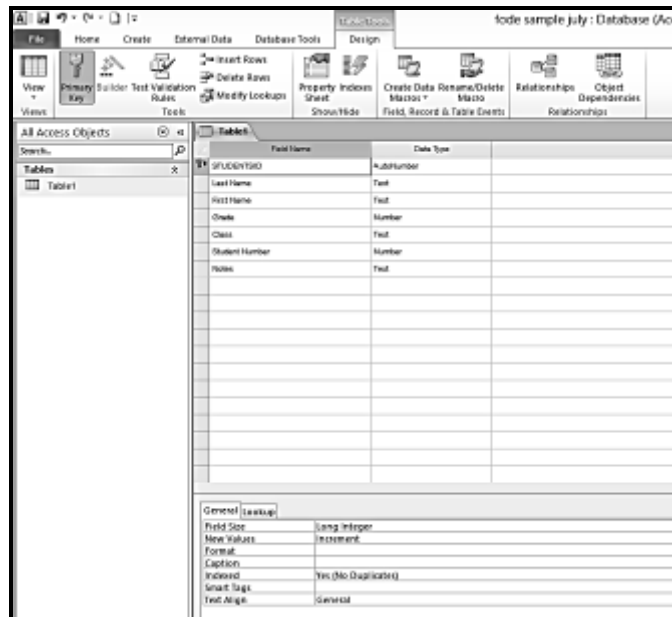 Table Tools
fode sample july : Database (Acc
File Home Create External Data Database Tools Design
View
Primary Key
Builder
Test Validation Rules
Insert Rows
Delete Rows
Modify Lookups
Property Sheet
Indexes
Create Data Macros
Rename/Delete Macro
Relationships
Object Dependencies
Views
Tools
Show/Hide
Field, Record & Table Events
Relationships
All Access Objects
Search..
Tables
Table1
Table1
Field Name Data Type
STUDENTSID AutoNumber
Last Name Text
First Name Text
Grade Number
Class Text
Student Number Number
Notes Text
General Lookup
Field Size Long Integer
New Values Increment
Format
Caption
Indexed Yes (No Duplicates)
Smart Tags
Text Align General